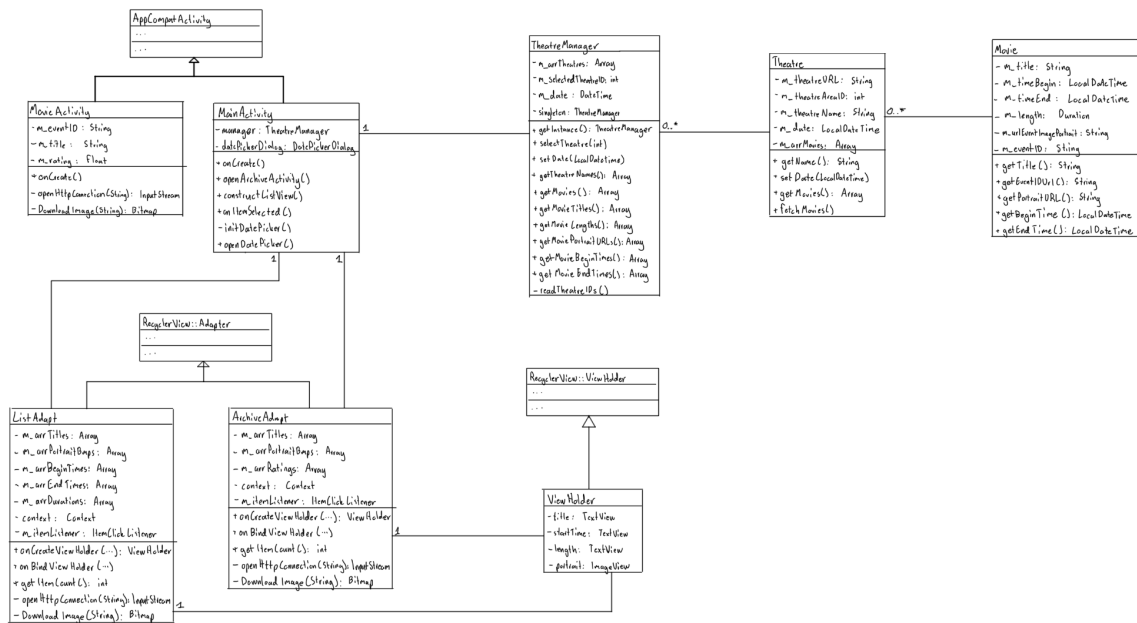 AppCompatActivity
...
...
MovieActivity
- m_eventID : String
- m_title : String
- m_rating : Float
+ onCreate()
- openHttpConnection(String): InputStream
- DownloadImage(String): Bitmap
MainActivity
- manager : TheatreManager
- datePickerDialog: DatePickerDialog
+ onCreate()
+ openArchiveActivity()
+ constructListView()
+ onItemSelected()
- initDatePicker()
+ openDatePicker()
1
1
1
TheatreManager
- m_arrTheatres: Array
- m_selectedTheatreID: int
- m_date : DateTime
- singleton : TheatreManager
+ getInstance(): TheatreManager
+ selectTheatre(int)
+ setDate(LocalDateTime)
+ getTheatreNames(): Array
+ getMovies(): Array
+ getMovieTitles(): Array
+ getMovieLengths(): Array
+ getMoviePortraitURLs(): Array
+ getMovieBeginTimes(): Array
+ getMovieEndTimes(): Array
- readTheatreIDs()
0..*
Theatre
- m_theatreURL : String
- m_theatreAreaID : int
- m_theatreName : String
- m_date : LocalDateTime
- m_arrMovies: Array
+ getName(): String
+ setDate(LocalDateTime)
+ getMovies(): Array
+ fetchMovies()
0..*
Movie
- m_title: String
- m_timeBegin: LocalDateTime
- m_timeEnd : LocalDateTime
- m_length: Duration
- m_urlEventImagePortrait: String
- m_eventID: String
+ getTitle(): String
+ getEventIDUrl(): String
+ getPortraitURL(): String
+ getBeginTime(): LocalDateTime
+ getEndTime(): LocalDateTime
RecyclerView::Adapter
...
...
RecyclerView::ViewHolder
...
...
ListAdapt
- m_arrTitles: Array
- m_arrPortraitBmps: Array
- m_arrBeginTimes: Array
- m_arrEndTimes: Array
- m_arrDurations: Array
- context: Context
- m_itemListener : ItemClickListener
+ onCreateViewHolder(...): ViewHolder
+ onBindViewHolder(...)
+ getItemCount(): int
- openHttpConnection(String): InputStream
- DownloadImage(String): Bitmap
1
ArchiveAdapt
- m_arrTitles: Array
- m_arrPortraitBmps: Array
- m_arrRatings: Array
- context: Context
- m_itemListener : ItemClickListener
+ onCreateViewHolder(...): ViewHolder
+ onBindViewHolder(...)
+ getItemCount(): int
- openHttpConnection(String): InputStream
- DownloadImage(String): Bitmap
1
ViewHolder
- title: TextView
- startTime: TextView
- length: TextView
- portrait: ImageView